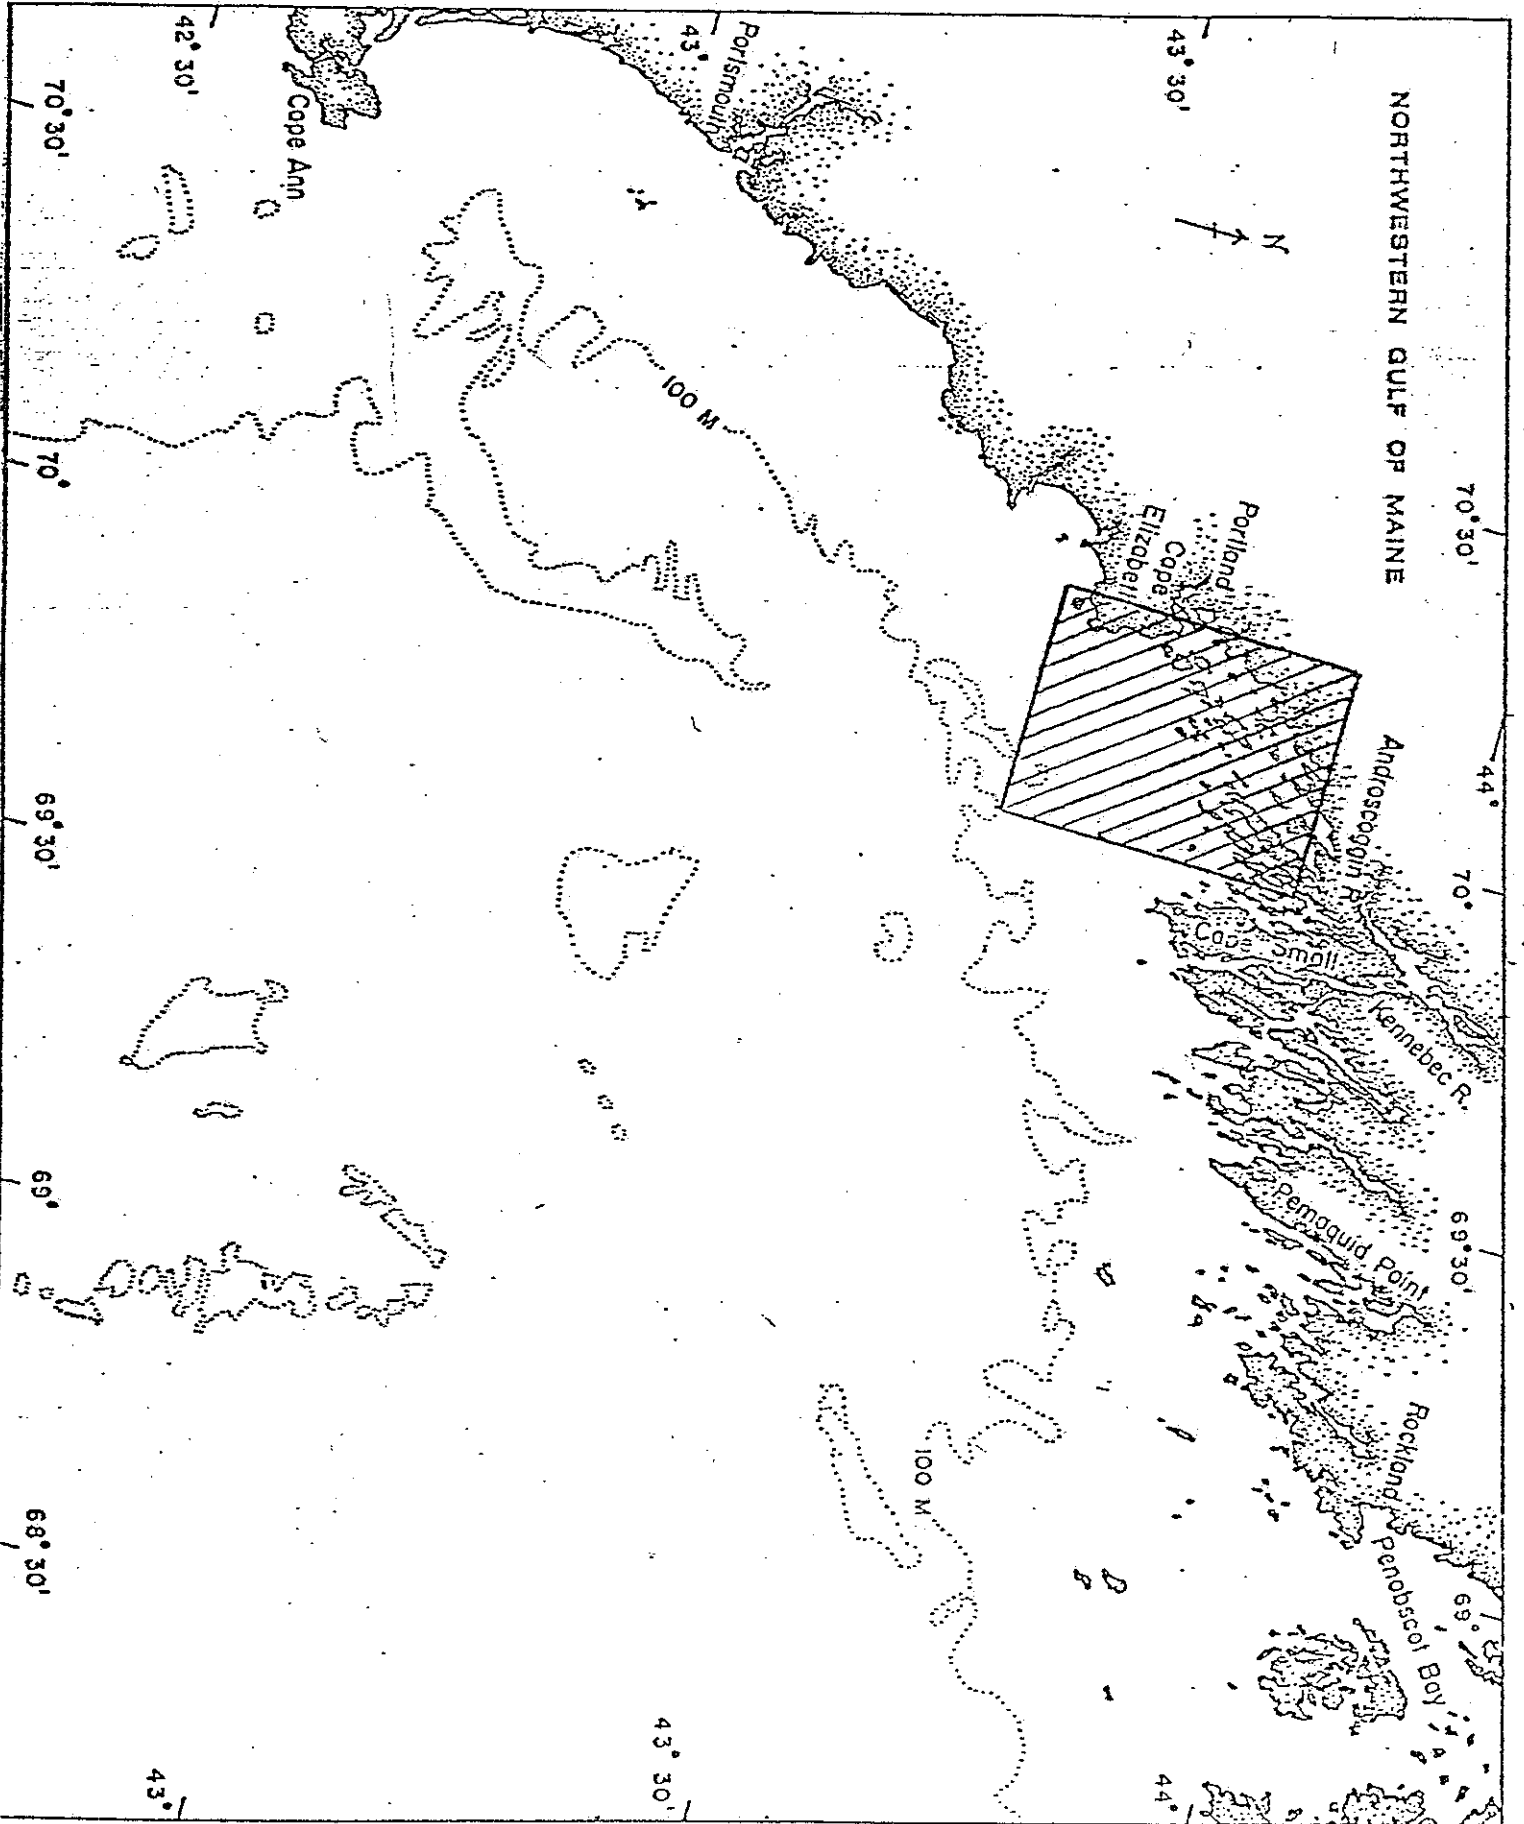 NORTHWESTERN GULF OF MAINE
70° 30'
44°
70°
69° 30'
69°
43° 30'
43°
42° 30'
Portsmouth
Portland
Cape
Elizabeth
Androscoggin R.
Kennebec R.
Cape Small
Pemaquid Point
Rockland
Penobscot Bay
N
Cape Ann
100 M
100 M
44°
43° 30'
43°
70° 30'
70°
69° 30'
69°
68° 30'